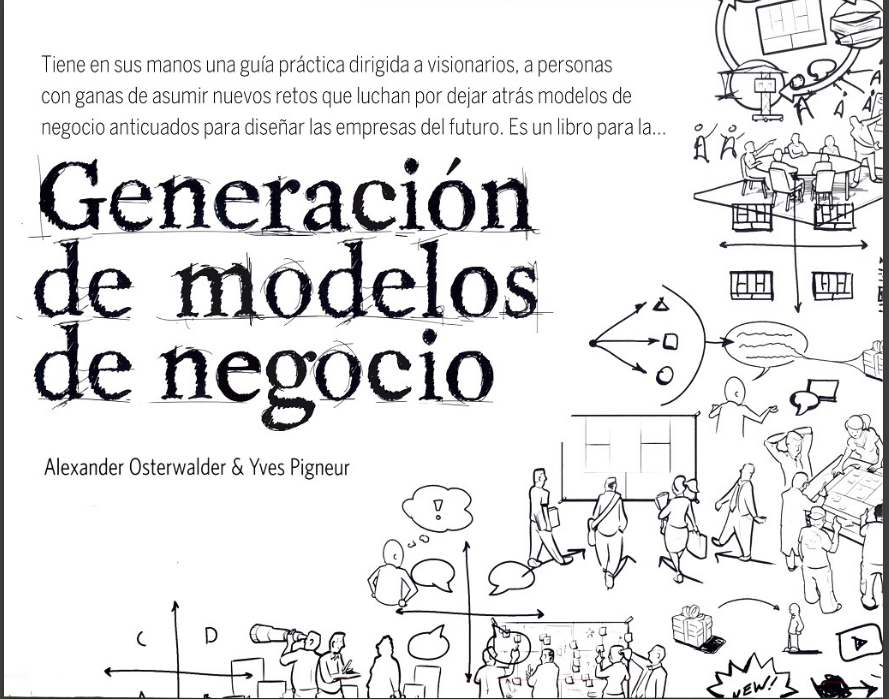 Tiene en sus manos una guía práctica dirigida a visionarios, a personas
con ganas de asumir nuevos retos que luchan por dejar atrás modelos de
negocio anticuados para diseñar las empresas del futuro. Es un libro para la...
Generación
de modelos
de negocio
Alexander Osterwalder & Yves Pigneur
!
C D
NEW!